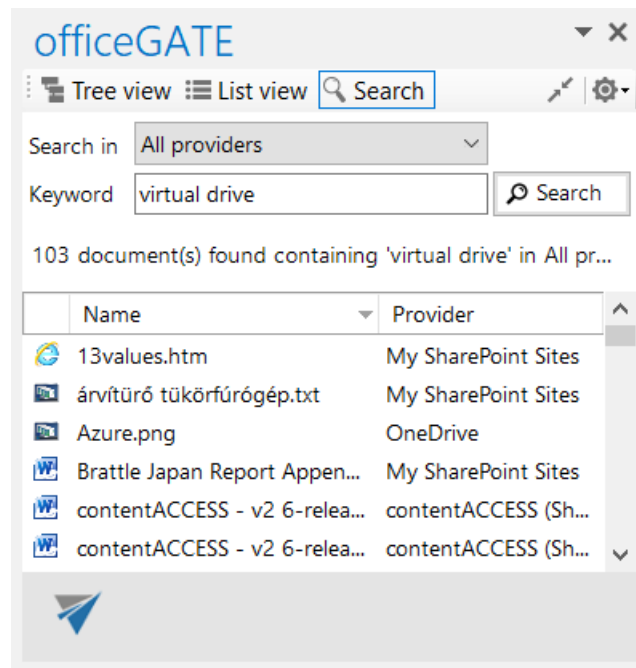 officeGATE
Tree view List view Search
Search in All providers
Keyword virtual drive Search
103 document(s) found containing 'virtual drive' in All pr...
Name Provider
13values.htm My SharePoint Sites
árvítürő tükörfúrógép.txt My SharePoint Sites
Azure.png OneDrive
Brattle Japan Report Appen... My SharePoint Sites
contentACCESS - v2 6-relea... contentACCESS (Sh...
contentACCESS - v2 6-relea... contentACCESS (Sh...